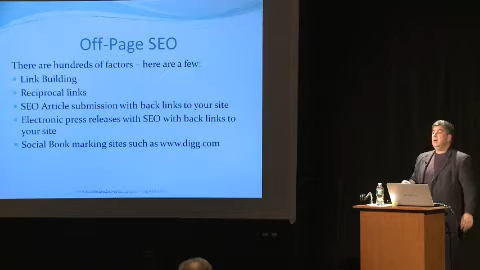 Off-Page SEO
There are hundreds of factors – here are a few:
Link Building
Reciprocal links
SEO Article submission with back links to your site
Electronic press releases with SEO with back links to
your site
Social Book marking sites such as www.digg.com